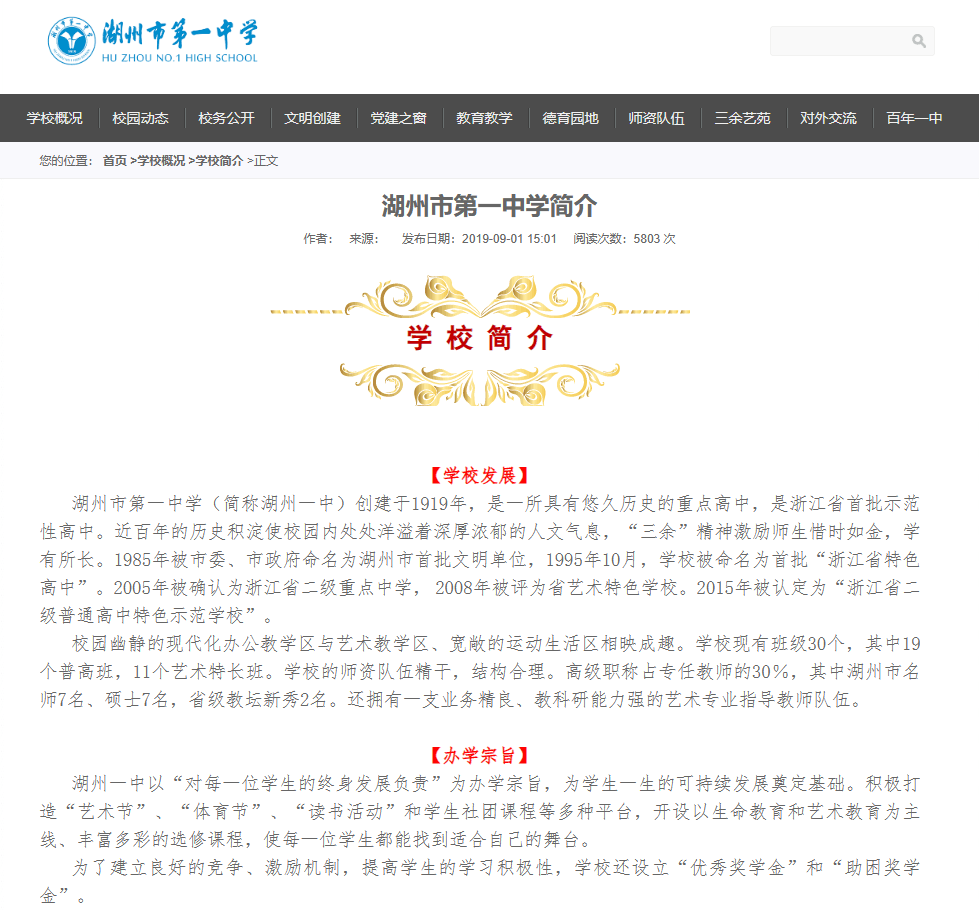 湖州市第一中学
HU ZHOU NO.1 HIGH SCHOOL
学校概况 校园动态 校务公开 文明创建 党建之窗 教育教学 德育园地 师资队伍 三余艺苑 对外交流 百年一中
您的位置: 首页 >学校概况 >学校简介 >正文
湖州市第一中学简介
作者: 来源: 发布日期: 2019-09-01 15:01 阅读次数: 5803 次
学校简介
【学校发展】
湖州市第一中学（简称湖州一中）创建于1919年，是一所具有悠久历史的重点高中，是浙江省首批示范
性高中。近百年的历史积淀使校园内处处洋溢着深厚浓郁的人文气息，“三余”精神激励师生惜时如金，学
有所长。1985年被市委、市政府命名为湖州市首批文明单位，1995年10月，学校被命名为首批“浙江省特色
高中”。2005年被确认为浙江省二级重点中学， 2008年被评为省艺术特色学校。2015年被认定为“浙江省二
级普通高中特色示范学校”。
校园幽静的现代化办公教学区与艺术教学区、宽敞的运动生活区相映成趣。学校现有班级30个，其中19
个普高班，11个艺术特长班。学校的师资队伍精干，结构合理。高级职称占专任教师的30%，其中湖州市名
师7名、硕士7名，省级教坛新秀2名。还拥有一支业务精良、教科研能力强的艺术专业指导教师队伍。
【办学宗旨】
湖州一中以“对每一位学生的终身发展负责”为办学宗旨，为学生一生的可持续发展奠定基础。积极打
造“艺术节”、“体育节”、“读书活动”和学生社团课程等多种平台，开设以生命教育和艺术教育为主
线、丰富多彩的选修课程，使每一位学生都能找到适合自己的舞台。
为了建立良好的竞争、激励机制，提高学生的学习积极性，学校还设立“优秀奖学金”和“助困奖学
金”。